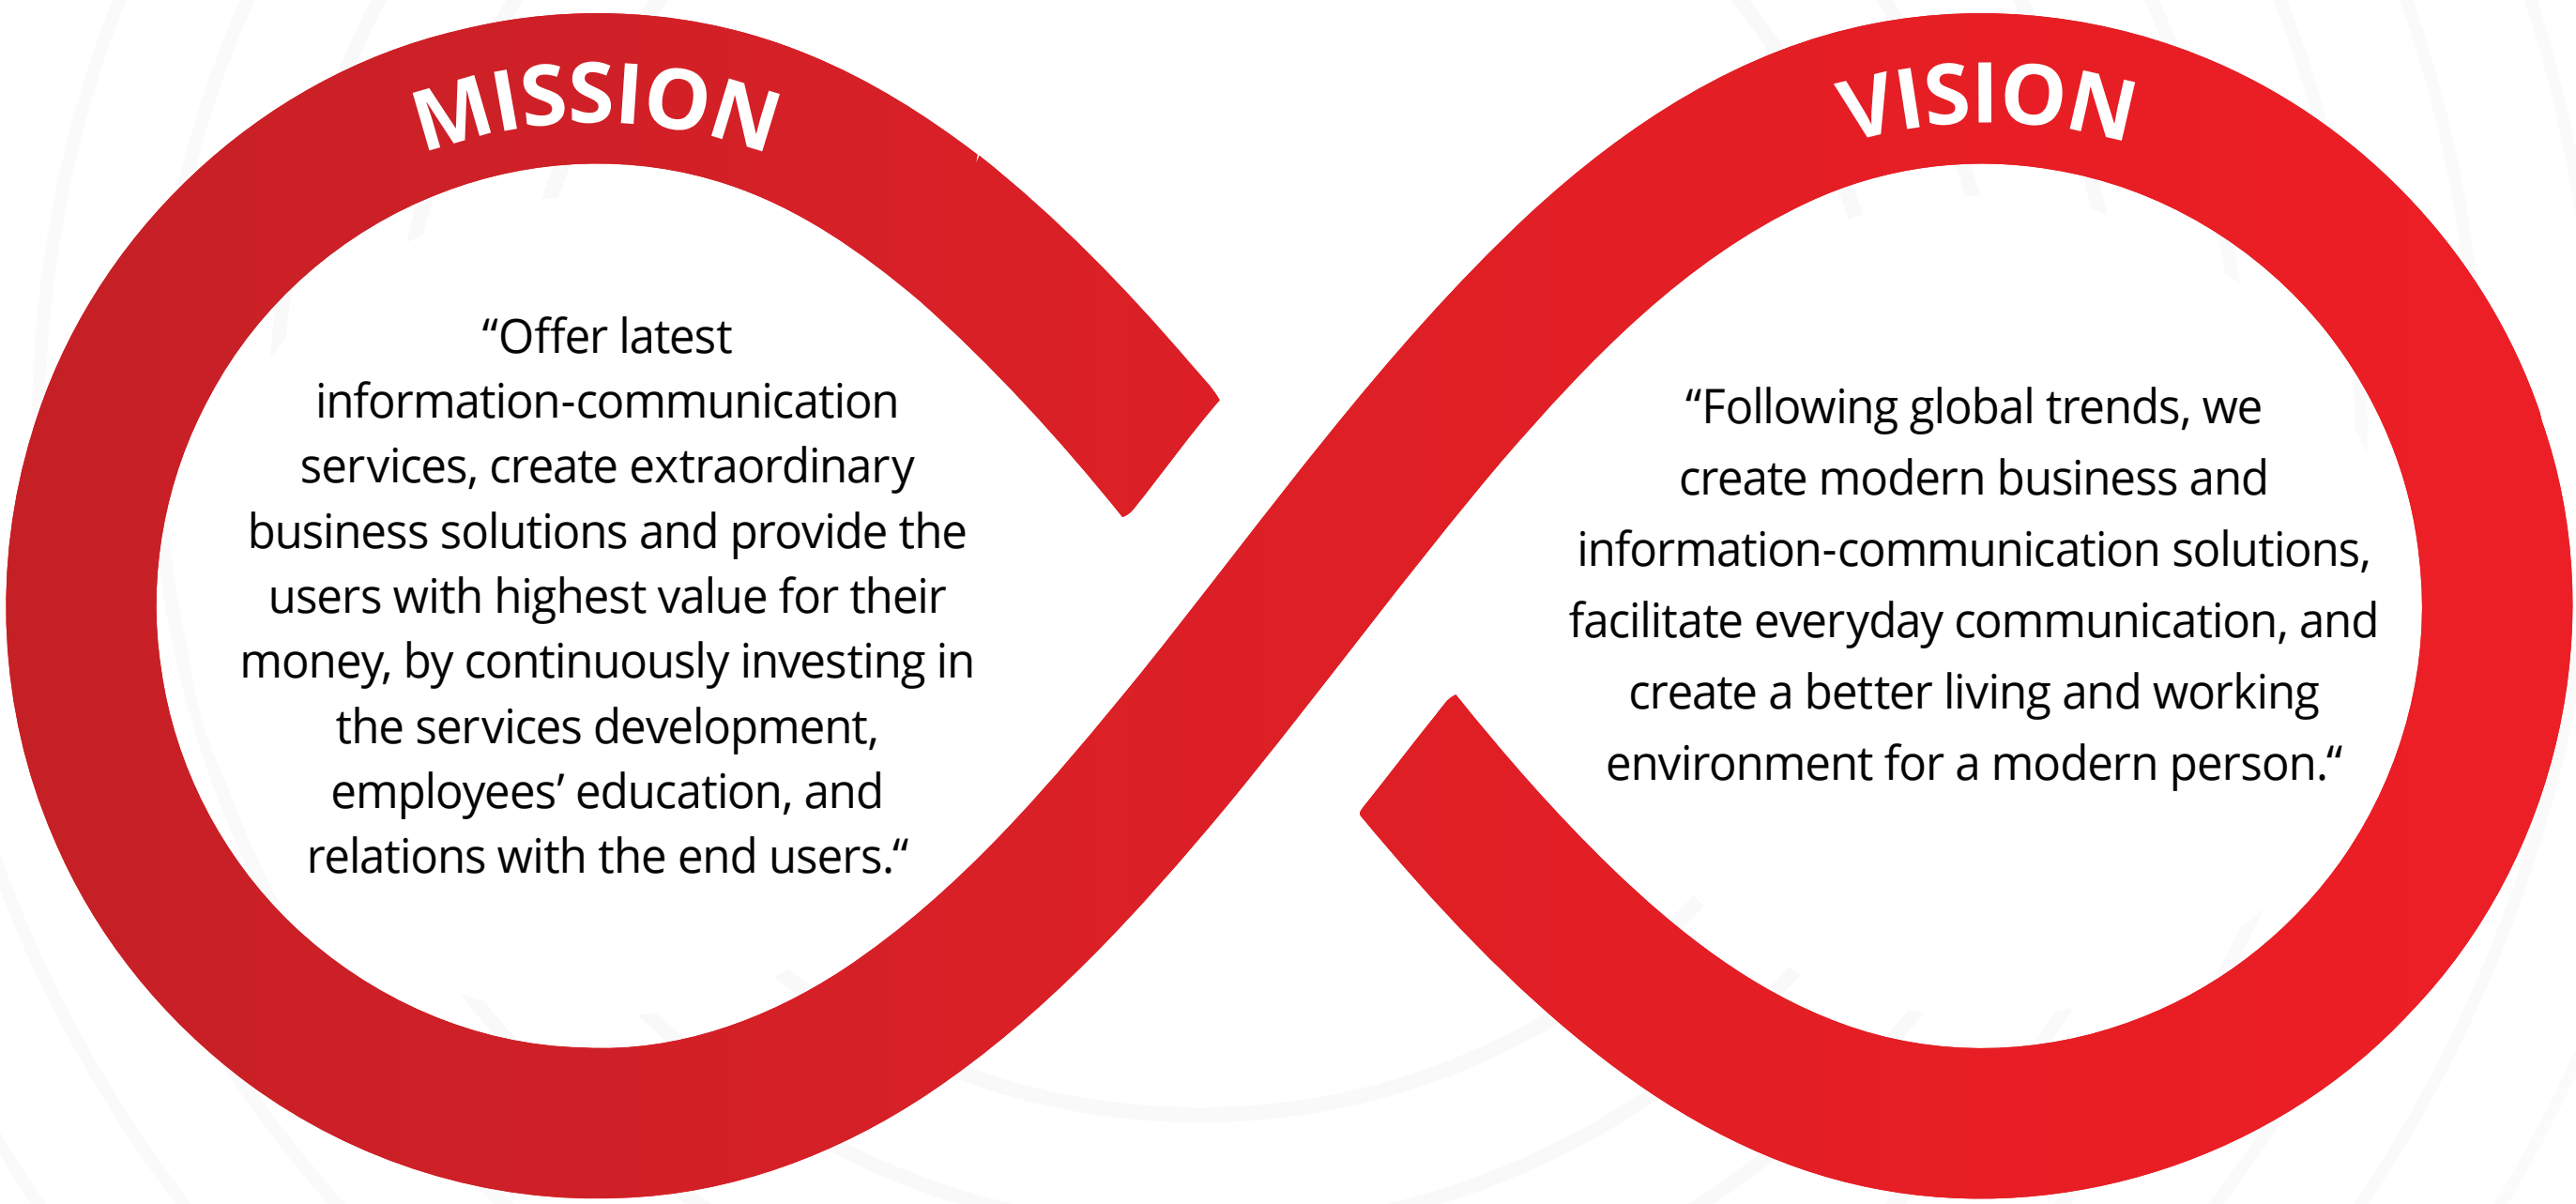 MISSION
“Offer latest
information-communication
services, create extraordinary
business solutions and provide the
users with highest value for their
money, by continuously investing in
the services development,
employees’ education, and
relations with the end users.“
VISION
“Following global trends, we
create modern business and
information-communication solutions,
facilitate everyday communication, and
create a better living and working
environment for a modern person.“